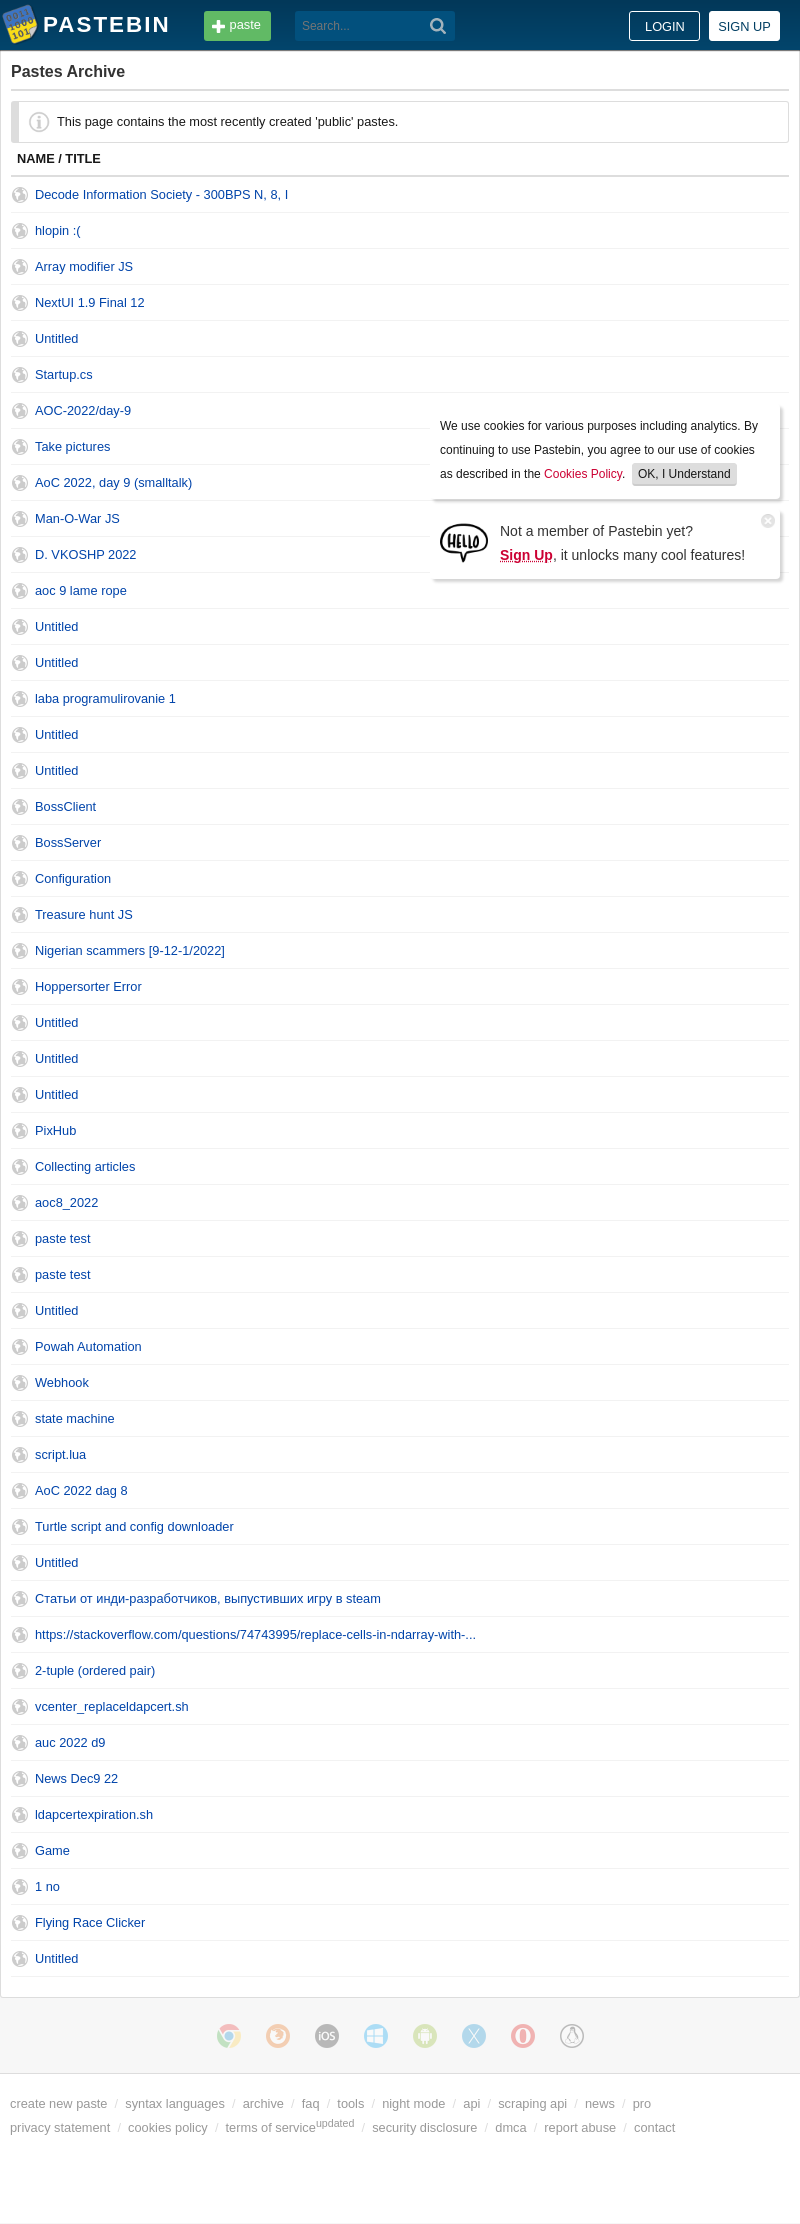 PASTEBIN paste Search... LOGIN SIGN UP
Pastes Archive
This page contains the most recently created 'public' pastes.
NAME / TITLE
Decode Information Society - 300BPS N, 8, I
hlopin :(
Array modifier JS
NextUI 1.9 Final 12
Untitled
Startup.cs
AOC-2022/day-9
Take pictures
AoC 2022, day 9 (smalltalk)
Man-O-War JS
D. VKOSHP 2022
aoc 9 lame rope
We use cookies for various purposes including analytics. By
continuing to use Pastebin, you agree to our use of cookies
as described in the Cookies Policy. OK, I Understand
HELLO
Not a member of Pastebin yet?
Sign Up, it unlocks many cool features!
Untitled
Untitled
laba programulirovanie 1
Untitled
Untitled
BossClient
BossServer
Configuration
Treasure hunt JS
Nigerian scammers [9-12-1/2022]
Hoppersorter Error
Untitled
Untitled
Untitled
PixHub
Collecting articles
aoc8_2022
paste test
paste test
Untitled
Powah Automation
Webhook
state machine
script.lua
AoC 2022 dag 8
Turtle script and config downloader
Untitled
Статьи от инди-разработчиков, выпустивших игру в steam
https://stackoverflow.com/questions/74743995/replace-cells-in-ndarray-with-...
2-tuple (ordered pair)
vcenter_replaceldapcert.sh
auc 2022 d9
News Dec9 22
ldapcertexpiration.sh
Game
1 no
Flying Race Clicker
Untitled
iOS
create new paste / syntax languages / archive / faq / tools / night mode / api / scraping api / news / pro
privacy statement / cookies policy / terms of serviceupdated / security disclosure / dmca / report abuse / contact